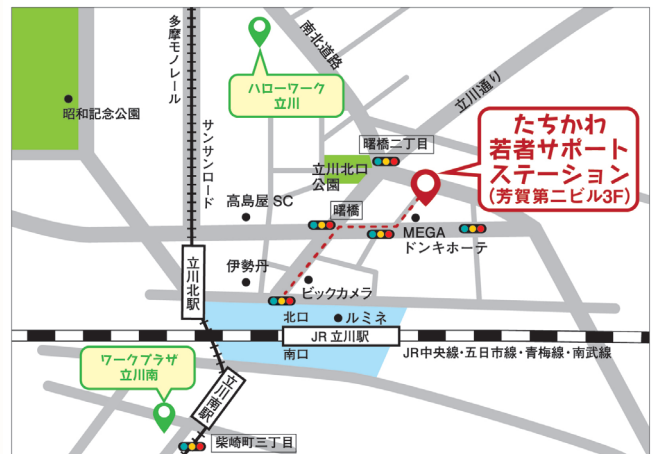 多摩モノレール
昭和記念公園
サンサンロード
ハローワーク
立川
南北道路
立川通り
曙橋二丁目
たちかわ
若者サポート
ステーション
(芳賀第二ビル3F)
立川北口
公園
高島屋 SC
曙橋
MEGA
ドンキホーテ
立川北駅
伊勢丹
ビックカメラ
北口
ルミネ
JR 立川駅
南口
JR中央線・五日市線・青梅線・南武線
ワークプラザ
立川南
立川南駅
柴崎町三丁目